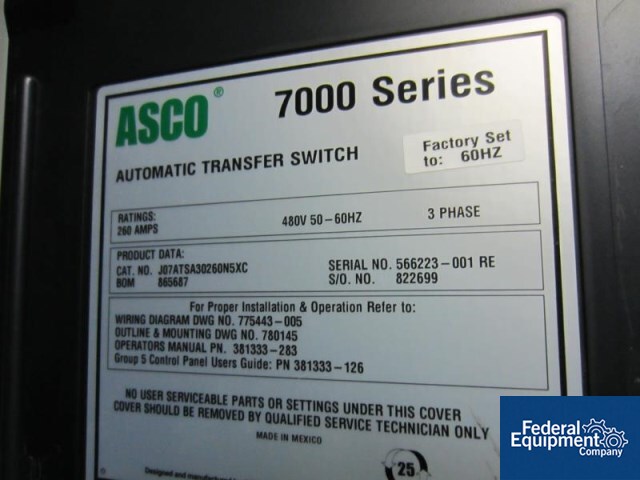 ASCO® 7000 Series
AUTOMATIC TRANSFER SWITCH
Factory Set
to: 60HZ
RATINGS: 480V 50-60HZ 3 PHASE
260 AMPS
PRODUCT DATA:
CAT. NO. J07ATSA30260N5XC SERIAL NO. 566223-001 RE
BOM 865687 S/O. NO. 822699
For Proper Installation & Operation Refer to:
WIRING DIAGRAM DWG NO. 775443-005
OUTLINE & MOUNTING DWG NO. 780145
OPERATORS MANUAL PN. 381333-283
Group 5 Control Panel Users Guide: PN 381333-126
NO USER SERVICEABLE PARTS OR SETTINGS UNDER THIS COVER
COVER SHOULD BE REMOVED BY QUALIFIED SERVICE TECHNICIAN ONLY
MADE IN MEXICO
25
Designed and manufactured
Federal
Equipment
Company